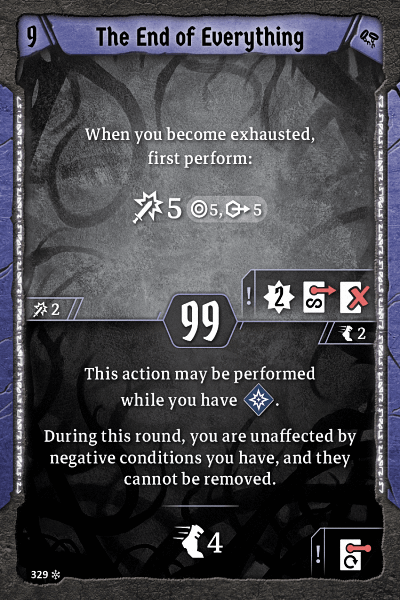 9 The End of Everything
When you become exhausted,
first perform:
5 5, 5
! 2
2 99 2
This action may be performed
while you have .
During this round, you are unaffected by
negative conditions you have, and they
cannot be removed.
4
!
329